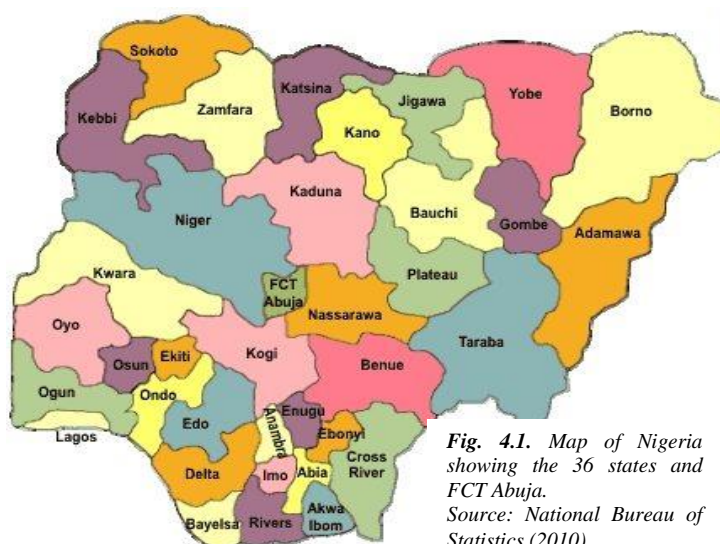 Sokoto
Katsina
Yobe
Borno
Jigawa
Kebbi
Zamfara
Kano
Kaduna
Bauchi
Gombe
Niger
Adamawa
Kwara
FCT
Abuja
Plateau
Nassarawa
Oyo
Kogi
Taraba
Osun
Ekiti
Benue
Ogun
Ondo
Anambra
Enugu
Edo
Ebonyi
Lagos
Cross
River
Delta
Imo
Abia
Bayelsa
Rivers
Akwa
Ibom
Fig. 4.1. Map of Nigeria
showing the 36 states and
FCT Abuja.
Source: National Bureau of
Statistics (2010)